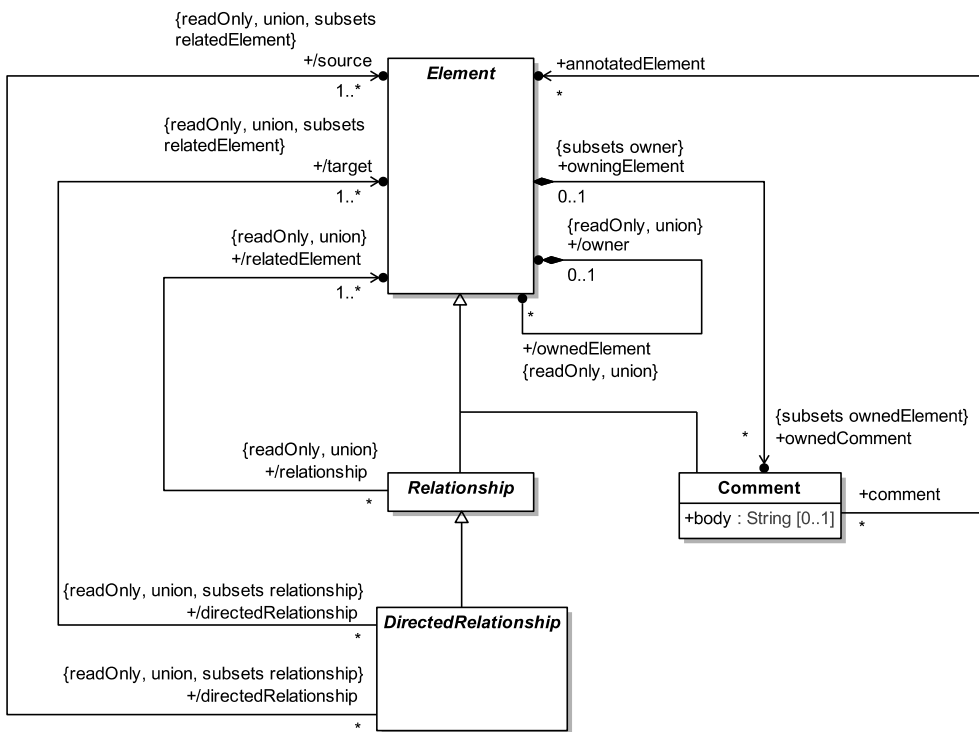 {readOnly, union, subsets
relatedElement}
+/source
1..*
Element
+annotatedElement
*
{readOnly, union, subsets
relatedElement}
+/target
1..*
{subsets owner}
+owningElement
0..1
{readOnly, union}
+/relatedElement
1..*
{readOnly, union}
+/owner
0..1
*
+/ownedElement
{readOnly, union}
{subsets ownedElement}
+ownedComment
*
{readOnly, union}
+/relationship
*
Relationship
Comment
+body : String [0..1]
+comment
*
{readOnly, union, subsets relationship}
+/directedRelationship
*
DirectedRelationship
{readOnly, union, subsets relationship}
+/directedRelationship
*